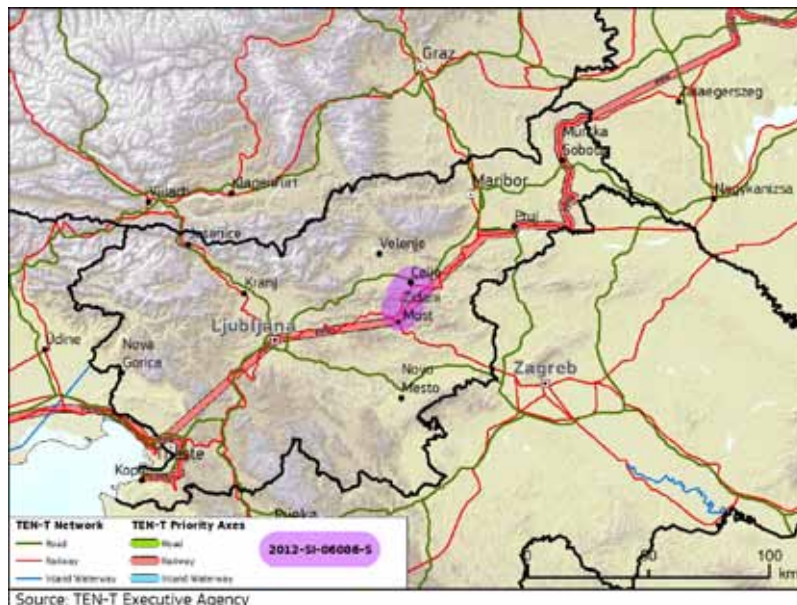 Graz
Zalaegerszeg
Murska
Sobota
Villach
Klagenfurt
Maribor
Nagykanizsa
Jesenice
Velenje
Ptuj
Kranj
Celje
Zidani
Most
Ljubljana
Udine
Nova
Gorica
Novo
Mesto
Zagreb
Trieste
Koper
Rijeka
TEN-T Network
Road
Railway
Inland Waterway
TEN-T Priority Axes
Road
Railway
Inland Waterway
2012-SI-06006-S
0
100
km
Source: TEN-T Executive Agency